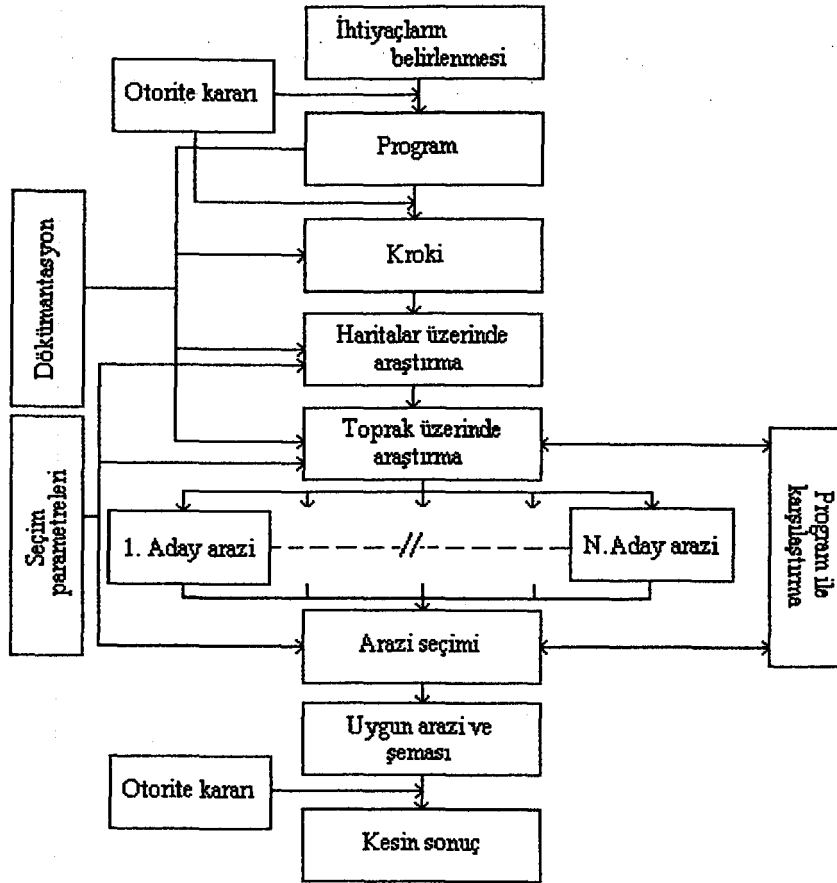 İhtiyaçların
belirlenmesi
Otorite kararı
Program
Kroki
Dökümantasyon
Haritalar üzerinde
araştırma
Toprak üzerinde
araştırma
Seçim
parametreleri
1. Aday arazi
N.Aday arazi
Program ile
karşılaştırma
Arazi seçimi
Uygun arazi ve
şeması
Otorite kararı
Kesin sonuç